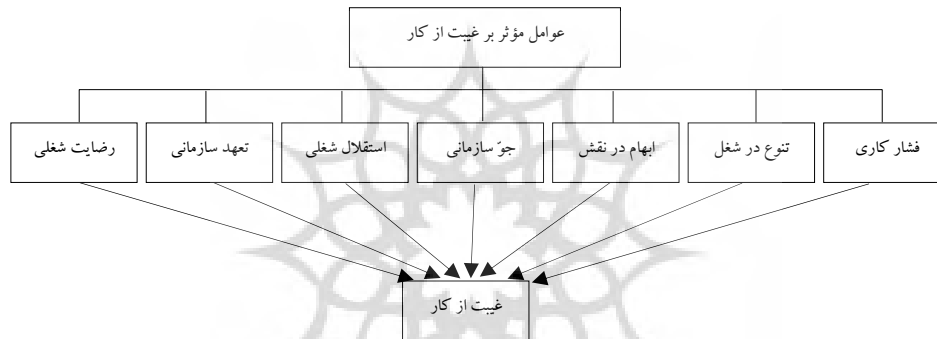 عوامل مؤثر بر غیبت از کار
فشار کاری
تنوع در شغل
ابهام در نقش
جوّ سازمانی
استقلال شغلی
تعهد سازمانی
رضایت شغلی
غیبت از کار